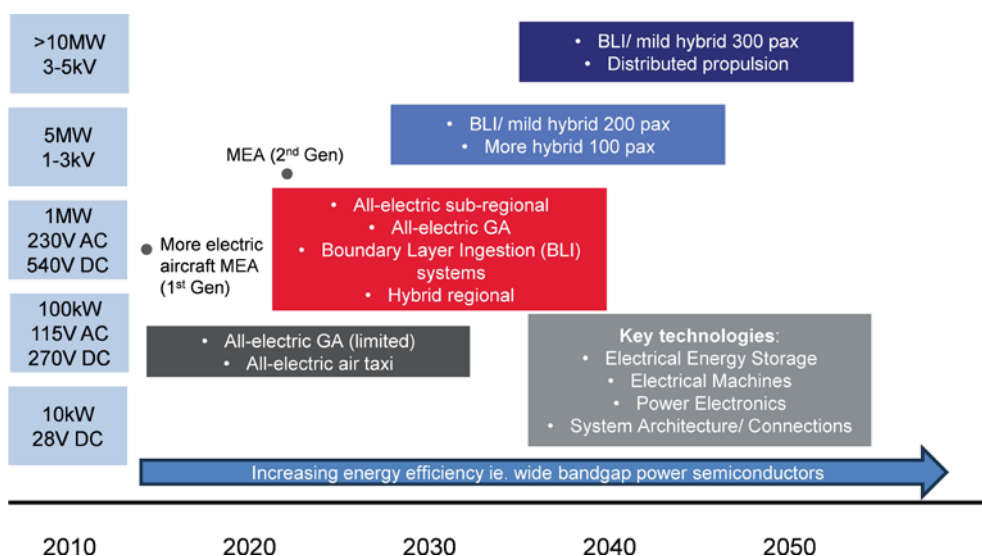 >10MW
3-5kV
• BLI/ mild hybrid 300 pax
• Distributed propulsion
5MW
1-3kV
• BLI/ mild hybrid 200 pax
• More hybrid 100 pax
MEA (2nd Gen)
1MW
230V AC
540V DC
• More electric
aircraft MEA
(1st Gen)
• All-electric sub-regional
• All-electric GA
• Boundary Layer Ingestion (BLI)
systems
• Hybrid regional
100kW
115V AC
270V DC
• All-electric GA (limited)
• All-electric air taxi
Key technologies:
• Electrical Energy Storage
• Electrical Machines
• Power Electronics
• System Architecture/ Connections
10kW
28V DC
Increasing energy efficiency ie. wide bandgap power semiconductors
2010 2020 2030 2040 2050